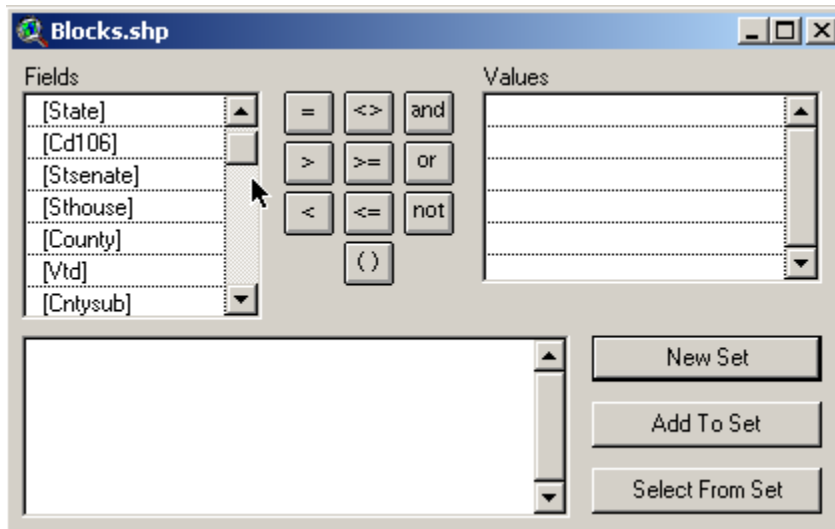 Blocks.shp
Fields
Values
[State]
[Cd106]
[Stsenate]
[Sthouse]
[County]
[Vtd]
[Cntysub]
= <> and
> >= or
< <= not
()
New Set
Add To Set
Select From Set